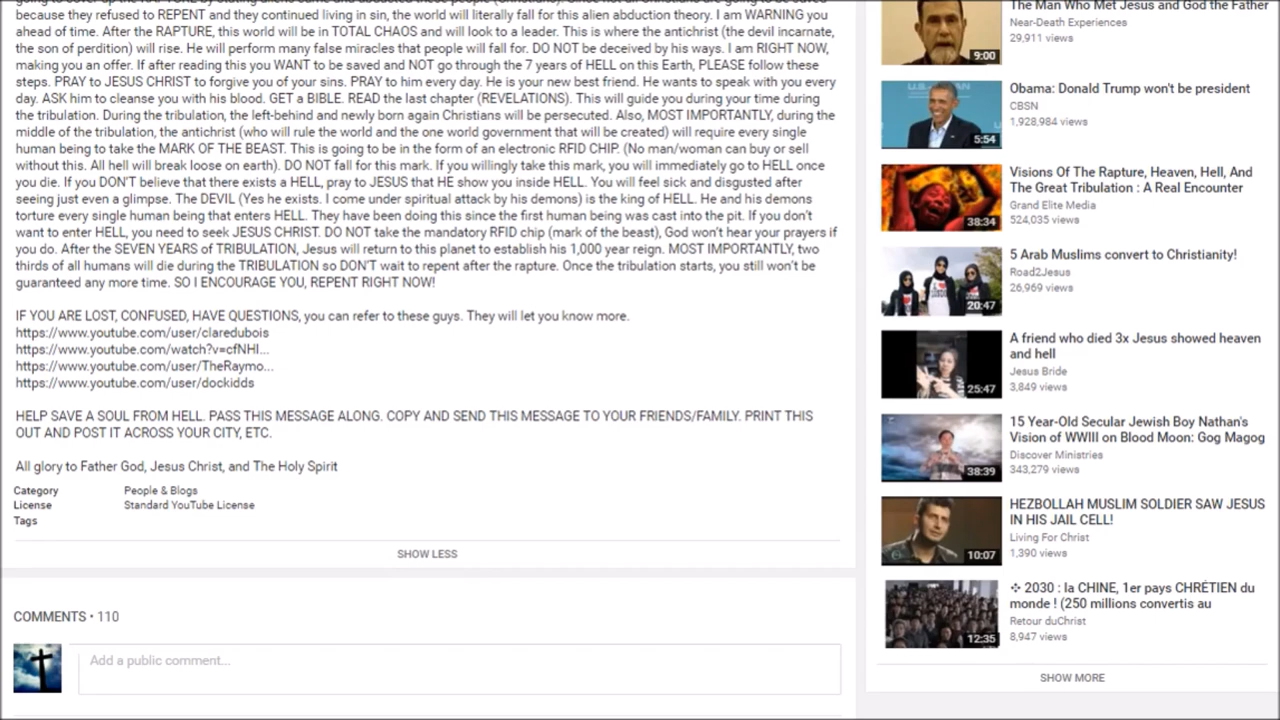 because they refused to REPENT and they continued living in sin, the world will literally fall for this alien abduction theory. I am WARNING you
ahead of time. After the RAPTURE, this world will be in TOTAL CHAOS and will look to a leader. This is where the antichrist (the devil incarnate,
the son of perdition) will rise. He will perform many false miracles that people will fall for. DO NOT be deceived by his ways. I am RIGHT NOW,
making you an offer. If after reading this you WANT to be saved and NOT go through the 7 years of HELL on this Earth, PLEASE follow these
steps. PRAY to JESUS CHRIST to forgive you of your sins. PRAY to him every day. He is your new best friend. He wants to speak with you every
day. ASK him to cleanse you with his blood. GET a BIBLE. READ the last chapter (REVELATIONS). This will guide you during your time during
the tribulation. During the tribulation, the left-behind and newly born again Christians will be persecuted. Also, MOST IMPORTANTLY, during the
middle of the tribulation, the antichrist (who will rule the world and the one world government that will be created) will require every single
human being to take the MARK OF THE BEAST. This is going to be in the form of an electronic RFID CHIP. (No man/woman can buy or sell
without this. All hell will break loose on earth). DO NOT fall for this mark. If you willingly take this mark, you will immediately go to HELL once
you die. If you DON'T believe that there exists a HELL, pray to JESUS that HE show you inside HELL. You will feel sick and disgusted after
seeing just even a glimpse. The DEVIL (Yes he exists. I come under spiritual attack by his demons) is the king of HELL. He and his demons
torture every single human being that enters HELL. They have been doing this since the first human being was cast into the pit. If you don't
want to enter HELL, you need to seek JESUS CHRIST. DO NOT take the mandatory RFID chip (mark of the beast), God won't hear your prayers if
you do. After the SEVEN YEARS of TRIBULATION, Jesus will return to this planet to establish his 1,000 year reign. MOST IMPORTANTLY, two
thirds of all humans will die during the TRIBULATION so DON'T wait to repent after the rapture. Once the tribulation starts, you still won't be
guaranteed any more time. SO I ENCOURAGE YOU, REPENT RIGHT NOW!
IF YOU ARE LOST, CONFUSED, HAVE QUESTIONS, you can refer to these guys. They will let you know more.
https://www.youtube.com/user/claredubois
https://www.youtube.com/watch?v=cfNHI...
https://www.youtube.com/user/TheRaymo...
https://www.youtube.com/user/dockidds
HELP SAVE A SOUL FROM HELL. PASS THIS MESSAGE ALONG. COPY AND SEND THIS MESSAGE TO YOUR FRIENDS/FAMILY. PRINT THIS
OUT AND POST IT ACROSS YOUR CITY, ETC.
All glory to Father God, Jesus Christ, and The Holy Spirit
Category People & Blogs
License Standard YouTube License
Tags
SHOW LESS
COMMENTS • 110
Add a public comment...
The Man Who Met Jesus and God the Father
Near-Death Experiences
29,911 views
9:00
Obama: Donald Trump won't be president
CBSN
1,928,984 views
5:54
Visions Of The Rapture, Heaven, Hell, And
The Great Tribulation : A Real Encounter
Grand Elite Media
524,035 views
38:34
5 Arab Muslims convert to Christianity!
Road2Jesus
26,969 views
20:47
A friend who died 3x Jesus showed heaven
and hell
Jesus Bride
3,849 views
25:47
15 Year-Old Secular Jewish Boy Nathan's
Vision of WWIII on Blood Moon: Gog Magog
Discover Ministries
343,279 views
38:39
HEZBOLLAH MUSLIM SOLDIER SAW JESUS
IN HIS JAIL CELL!
Living For Christ
1,390 views
10:07
✣ 2030 : la CHINE, 1er pays CHRÉTIEN du
monde ! (250 millions convertis au
Retour duChrist
8,947 views
12:35
SHOW MORE